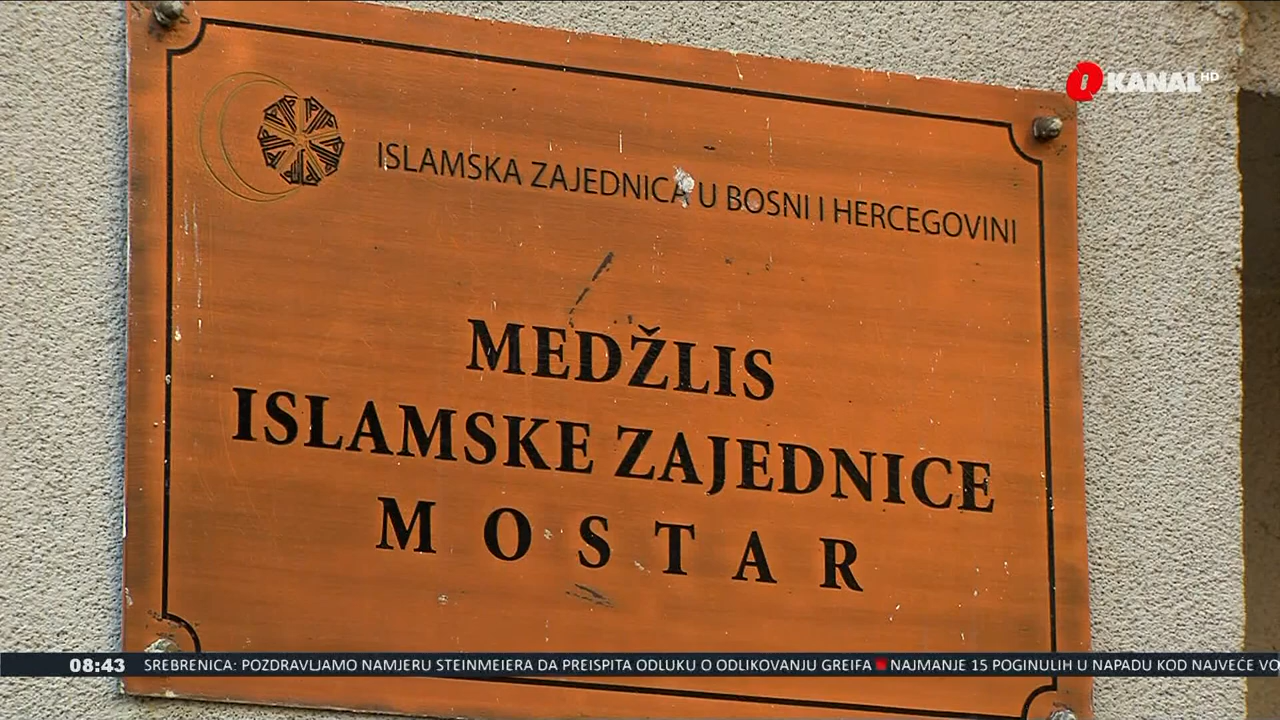 O KANAL HD
ISLAMSKA ZAJEDNICA U BOSNI I HERCEGOVINI
MEDŽLIS
ISLAMSKE ZAJEDNICE
MOSTAR
08:43 SREBRENICA: POZDRAVLJAMO NAMJERU STEINMEIERA DA PREISPITA ODLUKU O ODLIKOVANJU GREIFA NAJMANJE 15 POGINULIH U NAPADU KOD NAJVEĆE